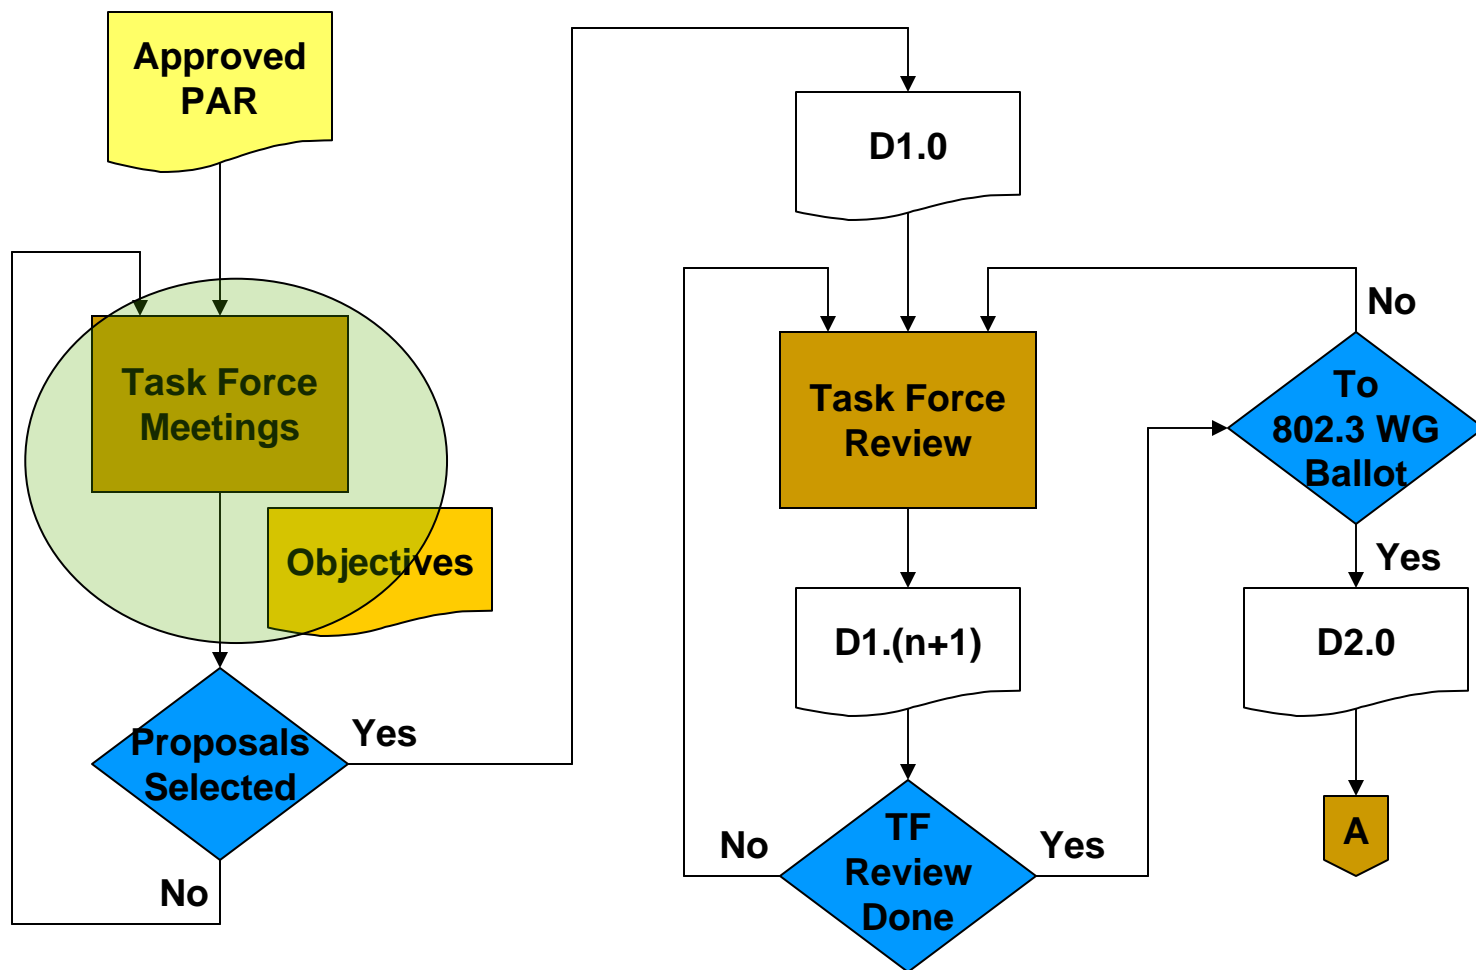 Approved
PAR
Task Force
Meetings
Objectives
Proposals
Selected
Yes
No
D1.0
Task Force
Review
D1.(n+1)
TF
Review
Done
No
Yes
To
802.3 WG
Ballot
No
Yes
D2.0
A